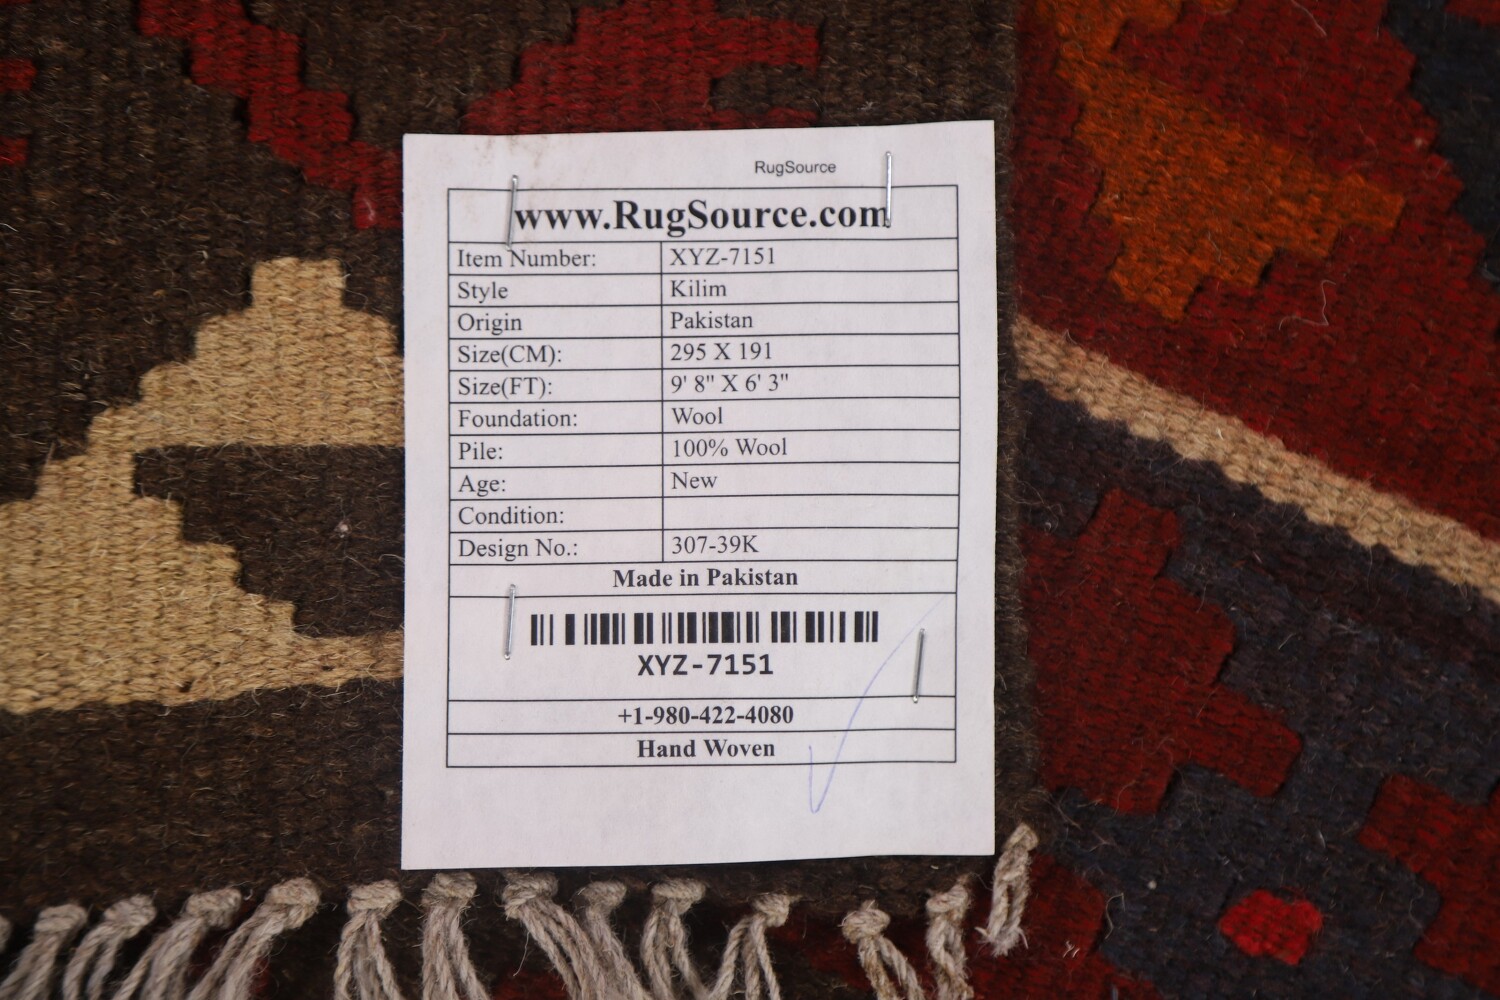 RugSource
www.RugSource.com
Item Number: XYZ-7151
Style Kilim
Origin Pakistan
Size(CM): 295 X 191
Size(FT): 9' 8" X 6' 3"
Foundation: Wool
Pile: 100% Wool
Age: New
Condition:
Design No.: 307-39K
Made in Pakistan
XYZ-7151
+1-980-422-4080
Hand Woven